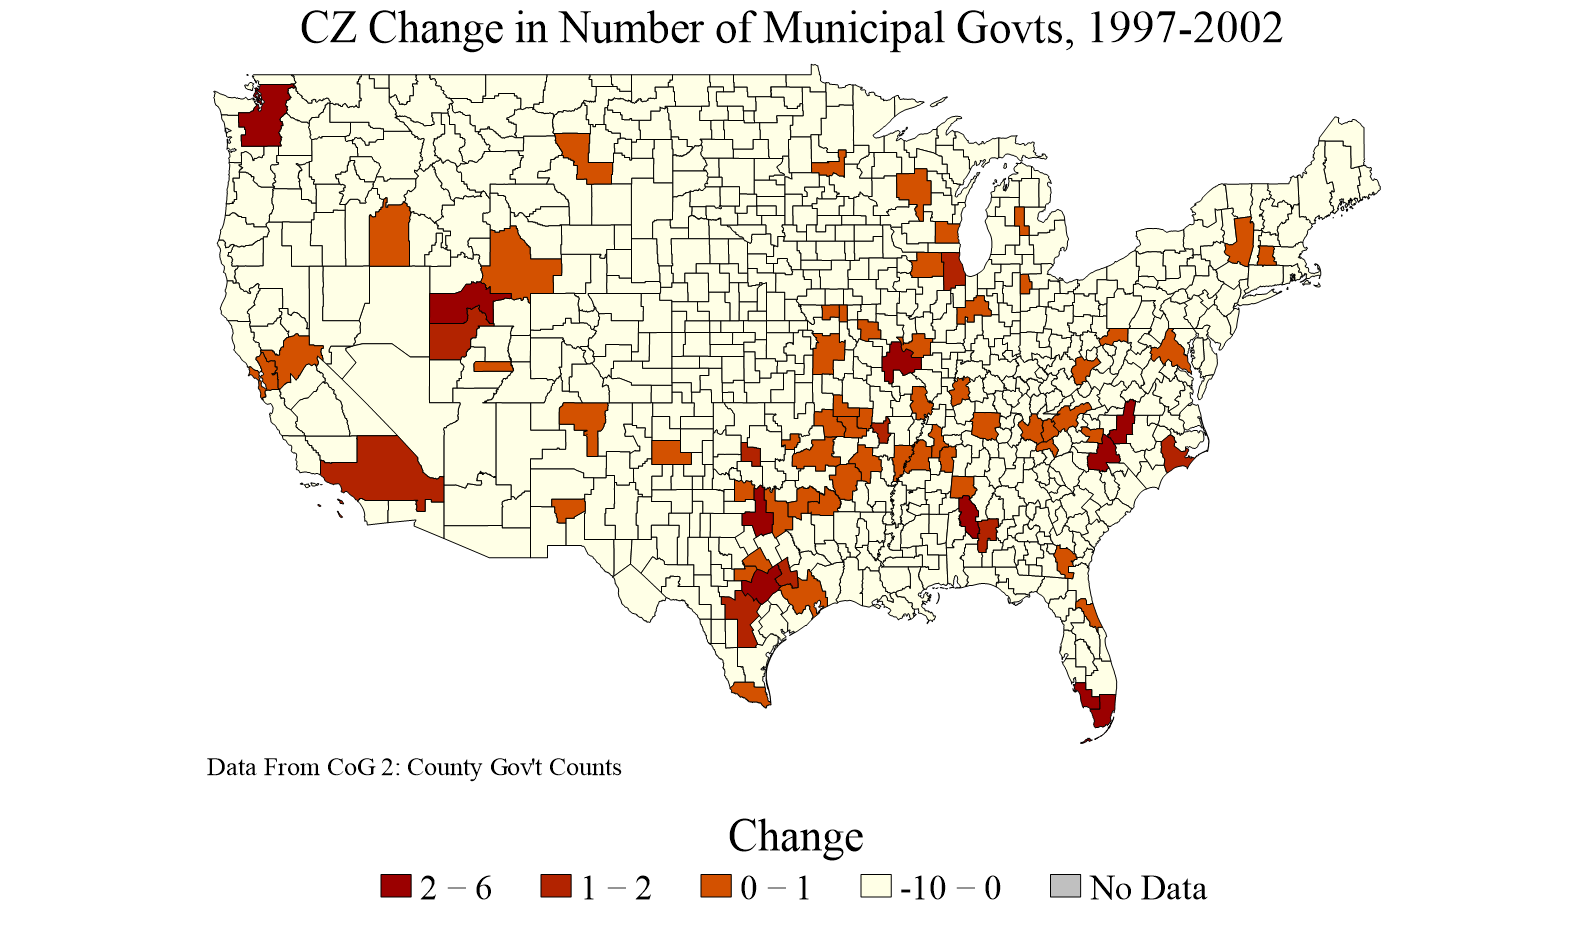 CZ Change in Number of Municipal Govts, 1997-2002
Data From CoG 2: County Gov't Counts
Change
2 − 6 1 − 2 0 − 1 -10 − 0 No Data